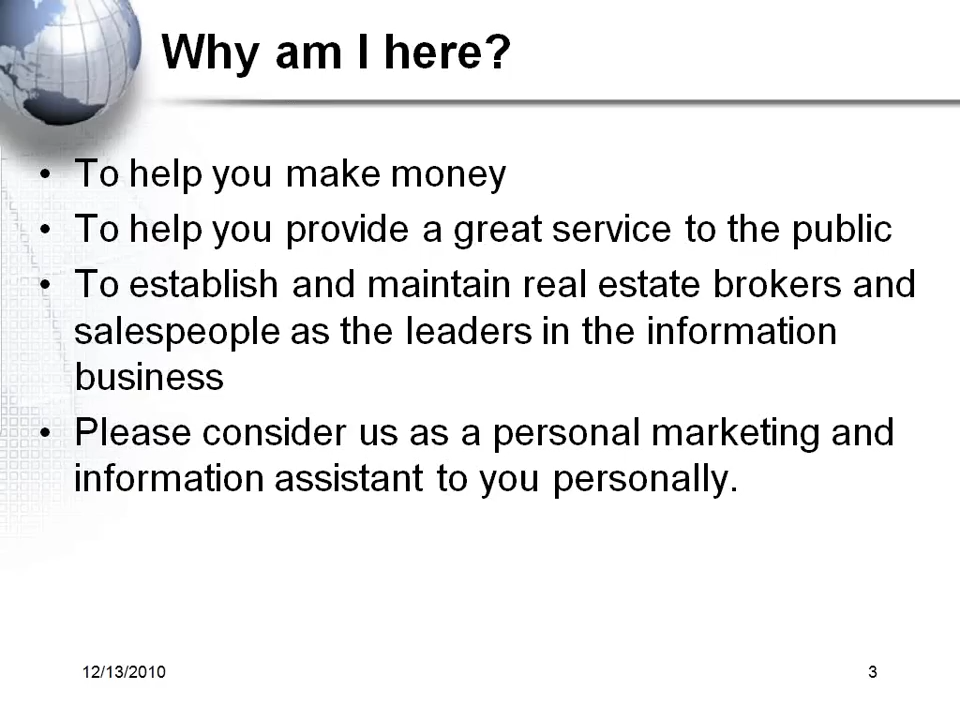 Why am I here?
• To help you make money
• To help you provide a great service to the public
• To establish and maintain real estate brokers and
salespeople as the leaders in the information
business
• Please consider us as a personal marketing and
information assistant to you personally.
12/13/2010
3